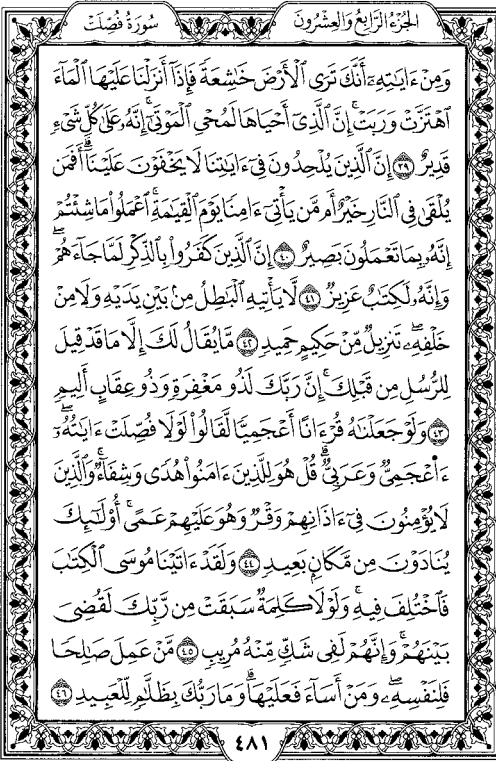 سُورَةُ فُصِّلَتْ
الجُزْءُ الرَّابِعُ وَالعِشْرُونَ
وَمِنْ ءَايَٰتِهِۦٓ أَنَّكَ تَرَى ٱلْأَرْضَ خَٰشِعَةً فَإِذَآ أَنزَلْنَا عَلَيْهَا ٱلْمَآءَ
ٱهْتَزَّتْ وَرَبَتْ ۚ إِنَّ ٱلَّذِىٓ أَحْيَاهَا لَمُحْىِ ٱلْمَوْتَىٰٓ ۚ إِنَّهُۥ عَلَىٰ كُلِّ شَىْءٍ
قَدِيرٌ ٣٩ إِنَّ ٱلَّذِينَ يُلْحِدُونَ فِىٓ ءَايَٰتِنَا لَا يَخْفَوْنَ عَلَيْنَآ ۗ أَفَمَن
يُلْقَىٰ فِى ٱلنَّارِ خَيْرٌ أَم مَّن يَأْتِىٓ ءَامِنًا يَوْمَ ٱلْقِيَٰمَةِ ۚ ٱعْمَلُوا۟ مَا شِئْتُمْ
إِنَّهُۥ بِمَا تَعْمَلُونَ بَصِيرٌ ٤٠ إِنَّ ٱلَّذِينَ كَفَرُوا۟ بِٱلذِّكْرِ لَمَّا جَآءَهُمْ ۖ
وَإِنَّهُۥ لَكِتَٰبٌ عَزِيزٌ ٤١ لَّا يَأْتِيهِ ٱلْبَٰطِلُ مِنۢ بَيْنِ يَدَيْهِ وَلَا مِنْ
خَلْفِهِۦ ۖ تَنزِيلٌ مِّنْ حَكِيمٍ حَمِيدٍ ٤٢ مَّا يُقَالُ لَكَ إِلَّا مَا قَدْ قِيلَ
لِلرُّسُلِ مِن قَبْلِكَ ۚ إِنَّ رَبَّكَ لَذُو مَغْفِرَةٍ وَذُو عِقَابٍ أَلِيمٍ
٤٣ وَلَوْ جَعَلْنَٰهُ قُرْءَانًا أَعْجَمِيًّا لَّقَالُوا۟ لَوْلَا فُصِّلَتْ ءَايَٰتُهُۥٓ ۖ
ءَا۬عْجَمِىٌّ وَعَرَبِىٌّ ۗ قُلْ هُوَ لِلَّذِينَ ءَامَنُوا۟ هُدًى وَشِفَآءٌ ۖ وَٱلَّذِينَ
لَا يُؤْمِنُونَ فِىٓ ءَاذَانِهِمْ وَقْرٌ وَهُوَ عَلَيْهِمْ عَمًى ۚ أُو۟لَٰٓئِكَ
يُنَادَوْنَ مِن مَّكَانٍۭ بَعِيدٍ ٤٤ وَلَقَدْ ءَاتَيْنَا مُوسَى ٱلْكِتَٰبَ
فَٱخْتُلِفَ فِيهِ ۗ وَلَوْلَا كَلِمَةٌ سَبَقَتْ مِن رَّبِّكَ لَقُضِىَ
بَيْنَهُمْ ۚ وَإِنَّهُمْ لَفِى شَكٍّ مِّنْهُ مُرِيبٍ ٤٥ مَّنْ عَمِلَ صَٰلِحًا
فَلِنَفْسِهِۦ ۖ وَمَنْ أَسَآءَ فَعَلَيْهَا ۗ وَمَا رَبُّكَ بِظَلَّٰمٍ لِّلْعَبِيدِ ٤٦
٤٨١